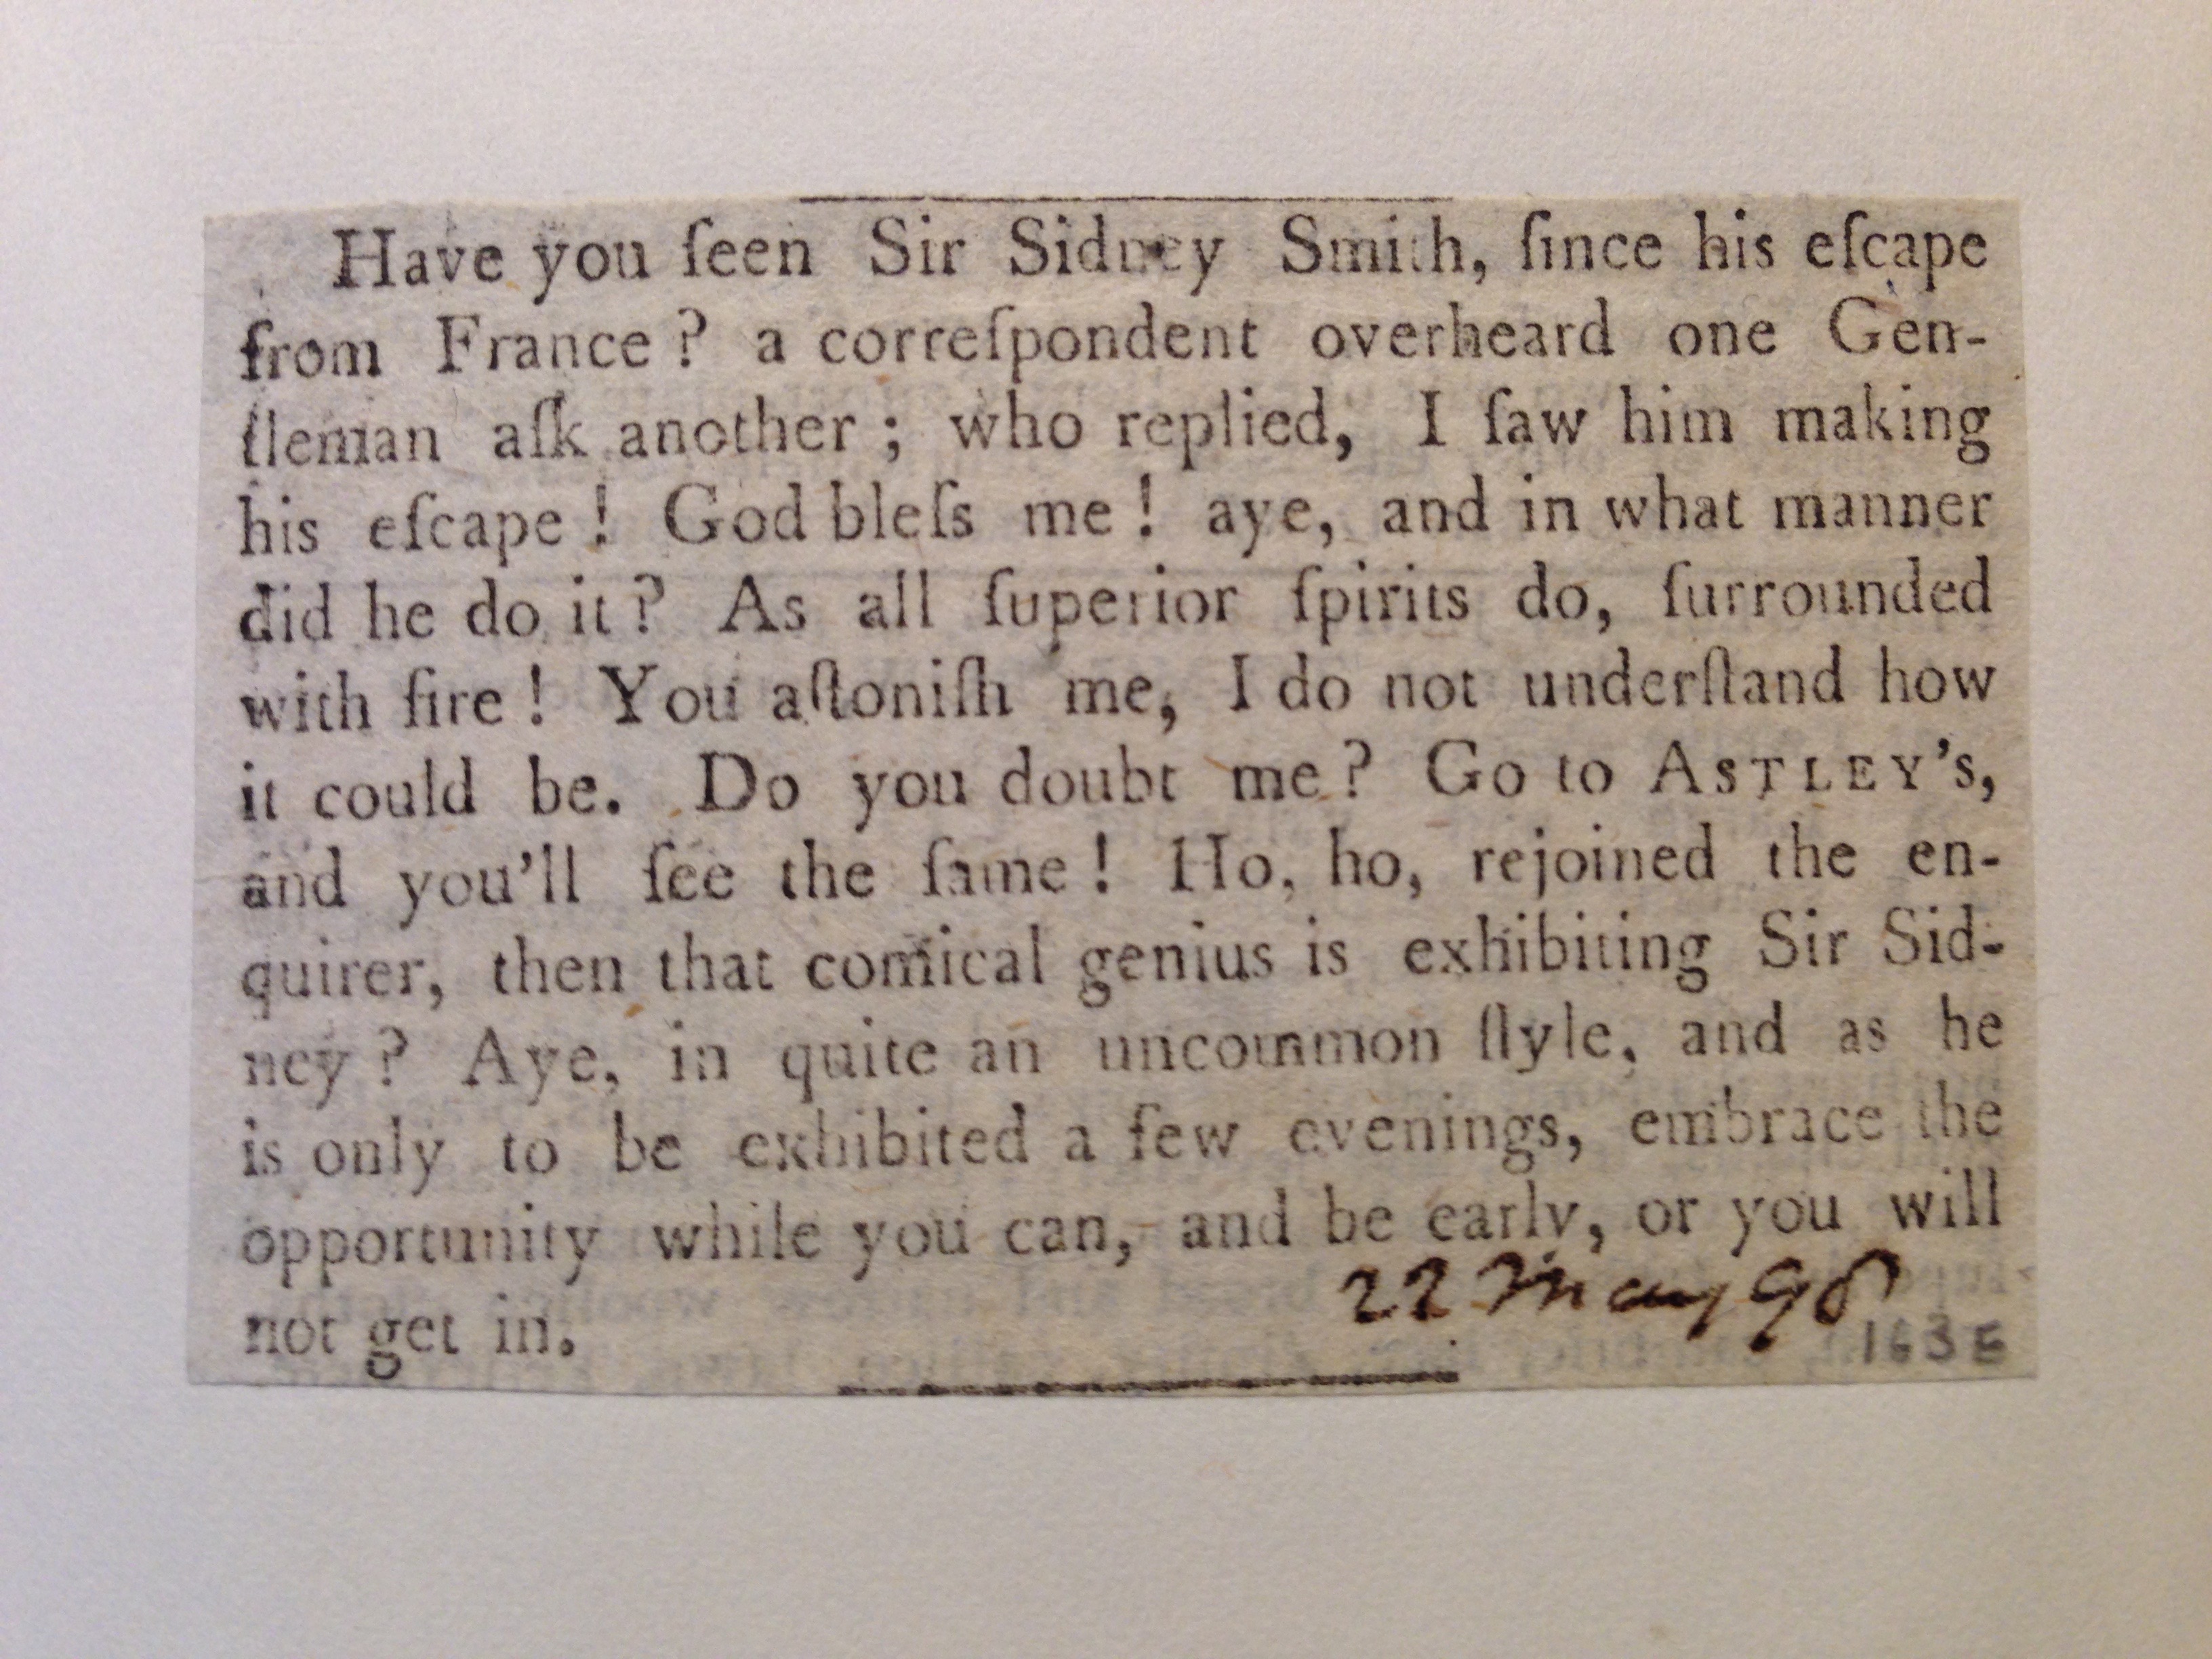 Have you ſeen Sir Sidney Smith, ſince his eſcape
from France? a correſpondent overheard one Gen-
tleman aſk another; who replied, I ſaw him making
his eſcape! God bleſs me! aye, and in what manner
did he do it? As all ſuperior ſpirits do, ſurrounded
with fire! You aſtoniſh me, I do not underſtand how
it could be. Do you doubt me? Go to ASTLEY's,
and you'll ſee the ſame! Ho, ho, rejoined the en-
quirer, then that comical genius is exhibiting Sir Sid-
ney? Aye, in quite an uncommon ſtyle, and as he
is only to be exhibited a few evenings, embrace the
opportunity while you can, and be early, or you will
not get in.
22 May 98